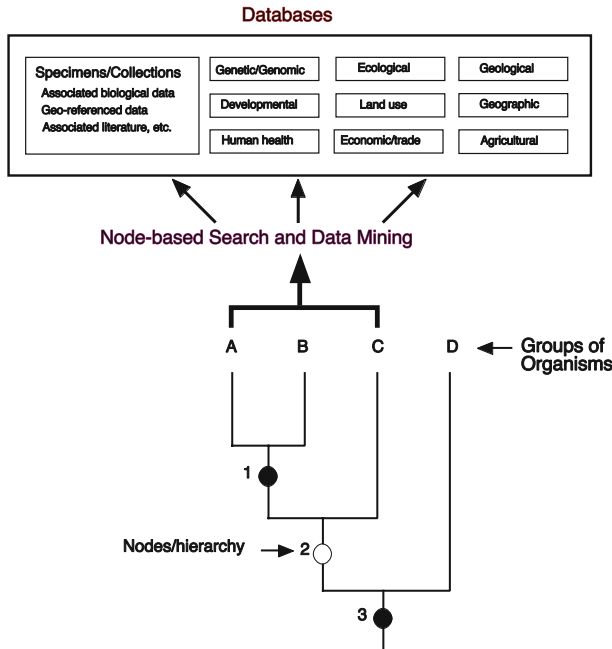 Databases
Specimens/Collections
Associated biological data
Geo-referenced data
Associated literature, etc.
Genetic/Genomic
Ecological
Geological
Developmental
Land use
Geographic
Human health
Economic/trade
Agricultural
Node-based Search and Data Mining
A B C D
Groups of
Organisms
1
Nodes/hierarchy
2
3